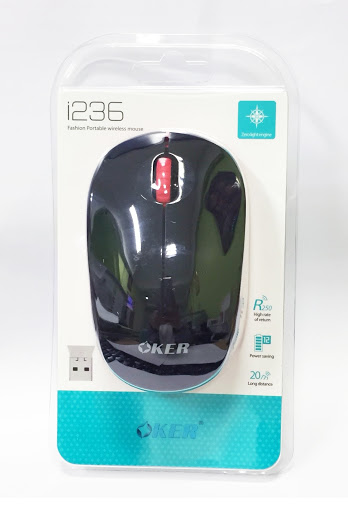 i236
Fashion Portable wireless mouse
Zero light engine
R250
High rate
of return
Power saving
20m
Long distance
OKER
OKER